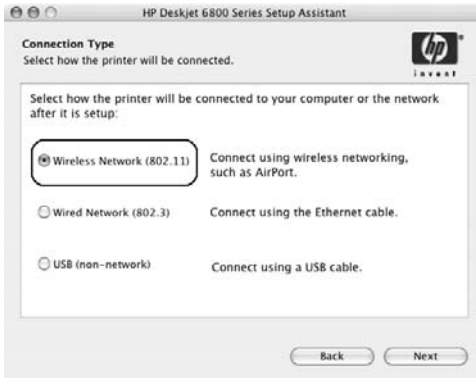 HP Deskjet 6800 Series Setup Assistant
Connection Type
Select how the printer will be connected.
hp
invent
Select how the printer will be connected to your computer or the network
after it is setup:
Wireless Network (802.11)
Connect using wireless networking,
such as AirPort.
Wired Network (802.3)
Connect using the Ethernet cable.
USB (non-network)
Connect using a USB cable.
Back
Next